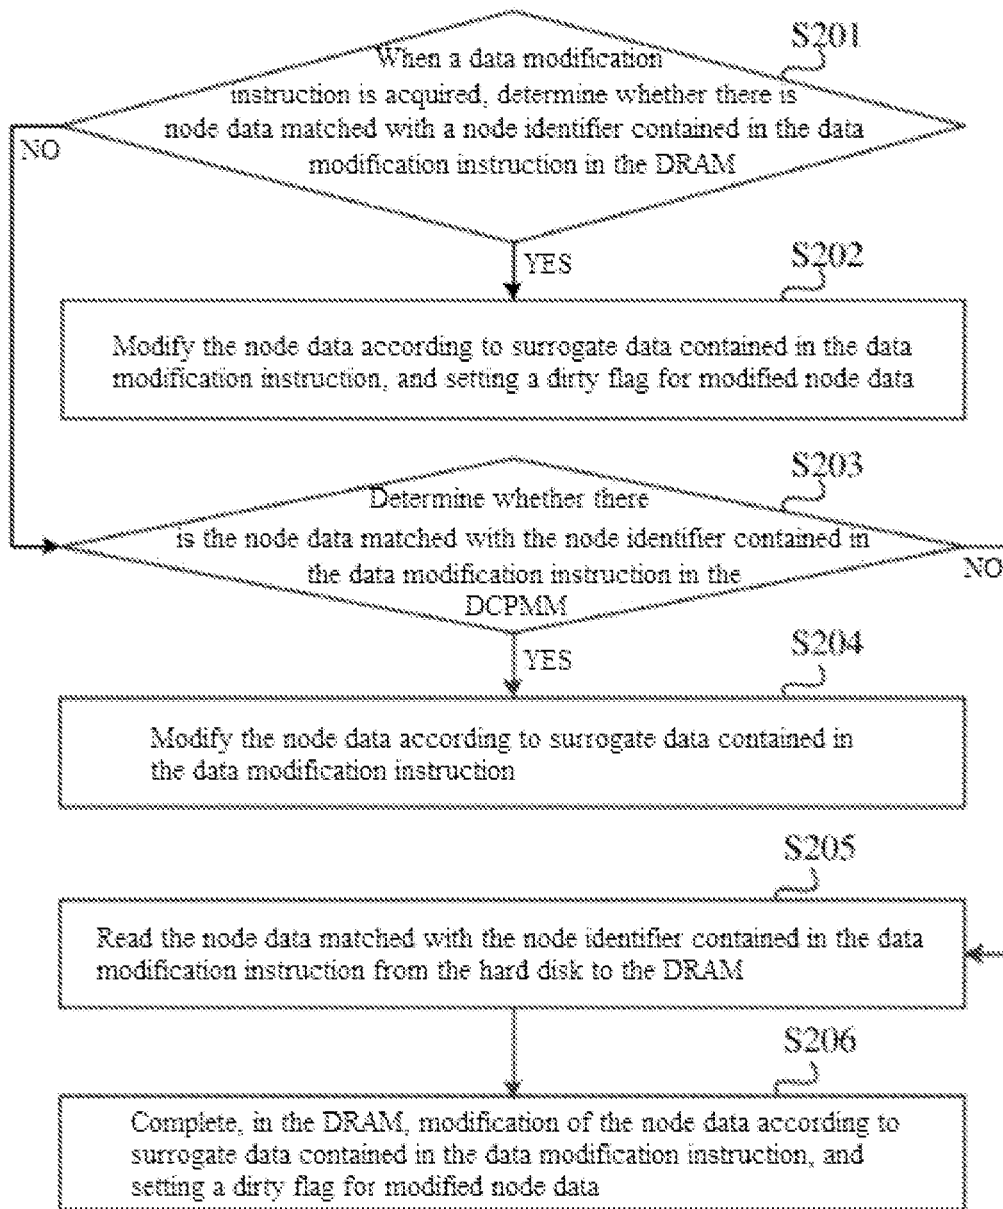 S201
When a data modification
instruction is acquired, determine whether there is
node data matched with a node identifier contained in the data
modification instruction in the DRAM
NO
YES
S202
Modify the node data according to surrogate data contained in the data
modification instruction, and setting a dirty flag for modified node data
S203
Determine whether there
is the node data matched with the node identifier contained in
the data modification instruction in the
DCPMM
NO
YES
S204
Modify the node data according to surrogate data contained in
the data modification instruction
S205
Read the node data matched with the node identifier contained in the data
modification instruction from the hard disk to the DRAM
S206
Complete, in the DRAM, modification of the node data according to
surrogate data contained in the data modification instruction, and
setting a dirty flag for modified node data